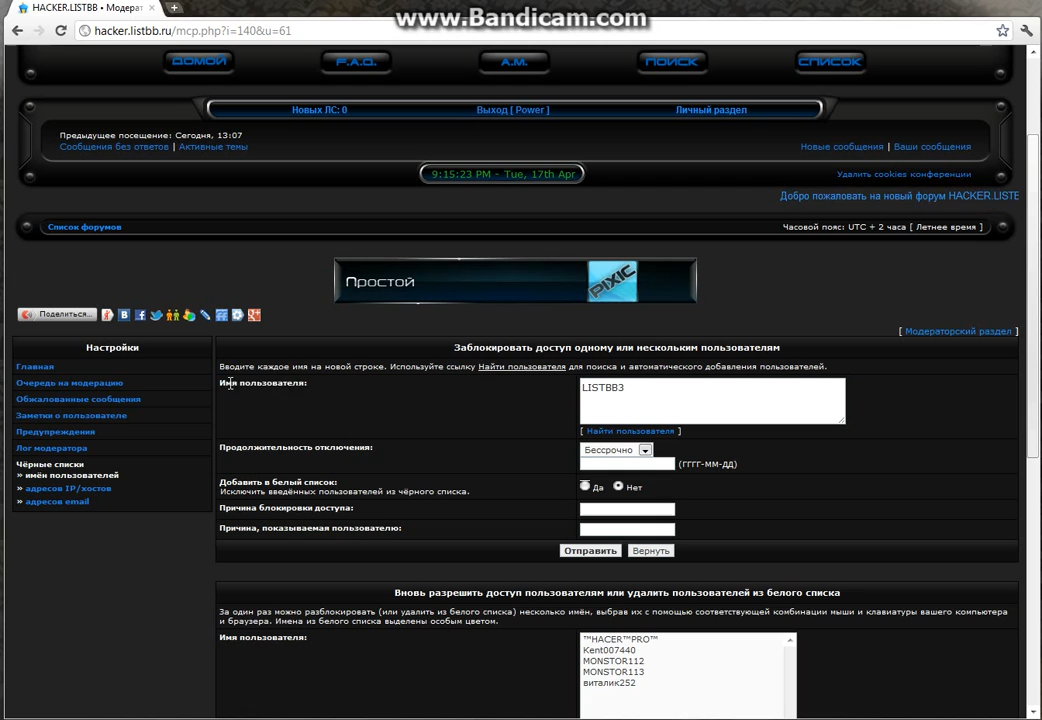 HACKER.LISTBB • Модерат
www.Bandicam.com
hacker.listbb.ru/mcp.php?i=140&u=61
ДОМОЙ
F.A.Q.
А.М.
ПОИСК
СПИСОК
Новых ЛС: 0
Выход [ Power ]
Личный раздел
Предыдущее посещение: Сегодня, 13:07
Сообщения без ответов | Активные темы
Новые сообщения | Ваши сообщения
9:15:23 PM - Tue, 17th Apr
Удалить cookies конференции
Добро пожаловать на новый форум HACKER.LISTE
Список форумов
Часовой пояс: UTC + 2 часа [ Летнее время ]
Простой
PIXIC
Поделиться…
[ Модераторский раздел ]
Настройки
Главная
Очередь на модерацию
Обжалованные сообщения
Заметки о пользователе
Предупреждения
Лог модератора
Чёрные списки
» имён пользователей
» адресов IP/хостов
» адресов email
Заблокировать доступ одному или нескольким пользователям
Вводите каждое имя на новой строке. Используйте ссылку Найти пользователя для поиска и автоматического добавления пользователей.
Имя пользователя:
LISTBB3
[ Найти пользователя ]
Продолжительность отключения:
Бессрочно
(ГГГГ-ММ-ДД)
Добавить в белый список:
Исключить введённых пользователей из чёрного списка.
Да Нет
Причина блокировки доступа:
Причина, показываемая пользователю:
Отправить Вернуть
Вновь разрешить доступ пользователям или удалить пользователей из белого списка
За один раз можно разблокировать (или удалить из белого списка) несколько имён, выбрав их с помощью соответствующей комбинации мыши и клавиатуры вашего компьютера
и браузера. Имена из белого списка выделены особым цветом.
Имя пользователя:
™HACER™PRO™
Kent007440
MONSTOR112
MONSTOR113
виталик252